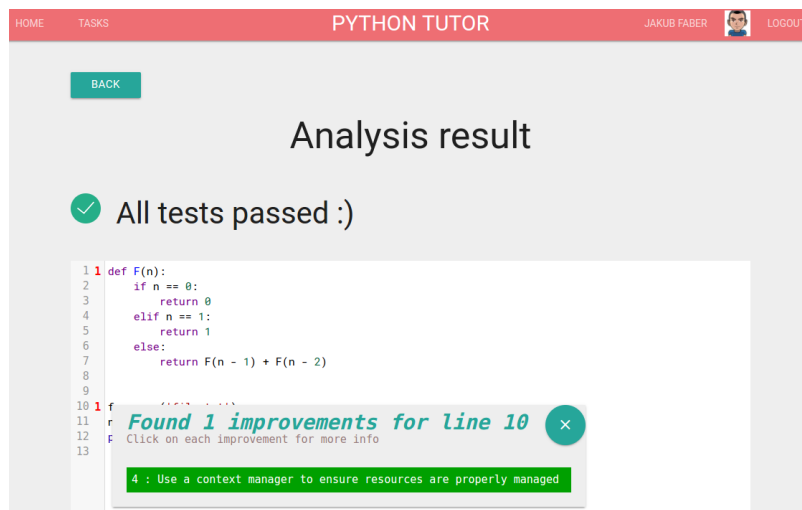 HOME TASKS PYTHON TUTOR JAKUB FABER LOGOUT
BACK
Analysis result
All tests passed :)
1 1 def F(n):
2 if n == 0:
3 return 0
4 elif n == 1:
5 return 1
6 else:
7 return F(n - 1) + F(n - 2)
8
9
10 1 f
11
12
13
Found 1 improvements for line 10
Click on each improvement for more info
4 : Use a context manager to ensure resources are properly managed